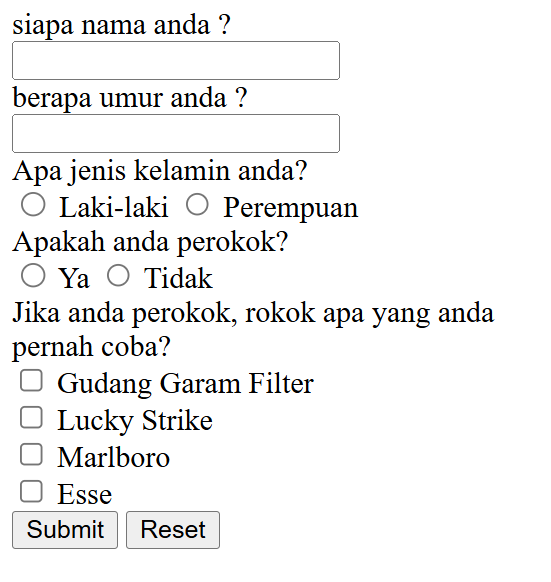 siapa nama anda ?
berapa umur anda ?
Apa jenis kelamin anda?
Laki-laki Perempuan
Apakah anda perokok?
Ya Tidak
Jika anda perokok, rokok apa yang anda
pernah coba?
Gudang Garam Filter
Lucky Strike
Marlboro
Esse
Submit Reset